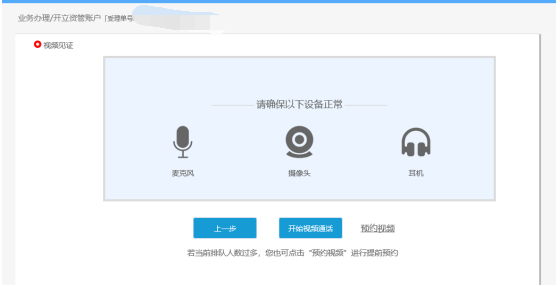 业务办理/开立资管账户 [受理单号
视频见证
请确保以下设备正常
麦克风 摄像头 耳机
上一步 开始视频通话 预约视频
若当前排队人数过多，您也可点击“预约视频”进行提前预约